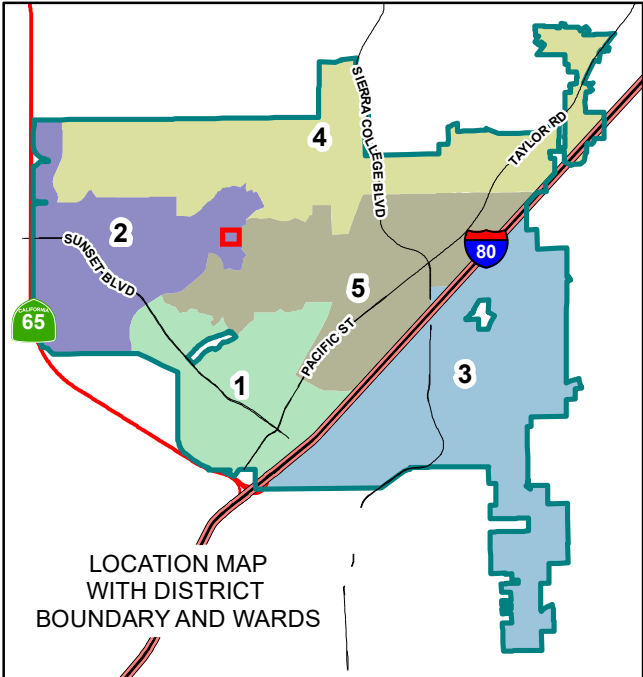 SIERRA COLLEGE BLVD
4
TAYLOR RD
2
SUNSET BLVD
80
5
CALIFORNIA
65
PACIFIC ST
3
1
LOCATION MAP
WITH DISTRICT
BOUNDARY AND WARDS